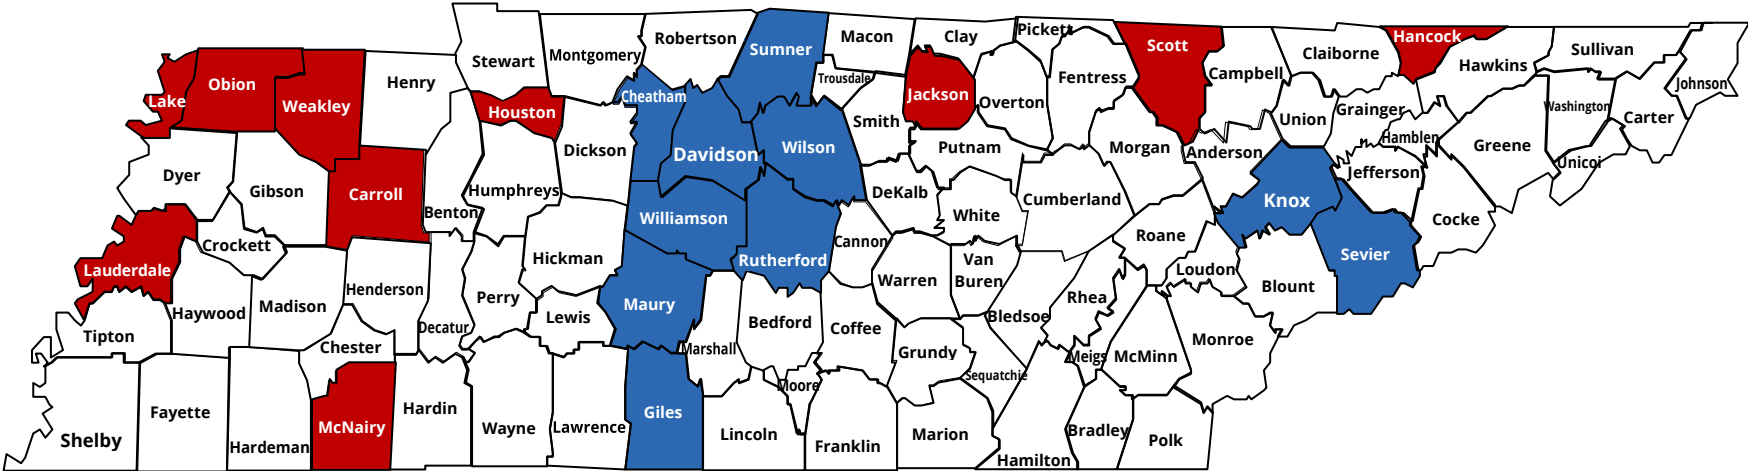 Pickett
Macon
Clay
Robertson
Hancock
Scott
Sumner
Sullivan
Claiborne
Montgomery
Stewart
Hawkins
Campbell
Trousdale
Fentress
Henry
Obion
Johnson
Cheatham
Jackson
Lake
Overton
Weakley
Washington
Grainger
Houston
Carter
Union
Smith
Hamblen
Greene
Wilson
Putnam
Morgan
Dickson
Davidson
Anderson
Unicoi
Jefferson
Dyer
Gibson
Humphreys
DeKalb
Carroll
Cumberland
Knox
Benton
White
Williamson
Cocke
Roane
Cannon
Crockett
Sevier
Hickman
Rutherford
Van
Buren
Lauderdale
Loudon
Warren
Blount
Henderson
Perry
Rhea
Maury
Madison
Haywood
Lewis
Bledsoe
Bedford
Decatur
Coffee
Tipton
Monroe
Chester
Marshall
Grundy
Meigs
McMinn
Sequatchie
Moore
Hardin
Fayette
Giles
McNairy
Wayne
Lawrence
Lincoln
Marion
Bradley
Shelby
Polk
Hardeman
Franklin
Hamilton